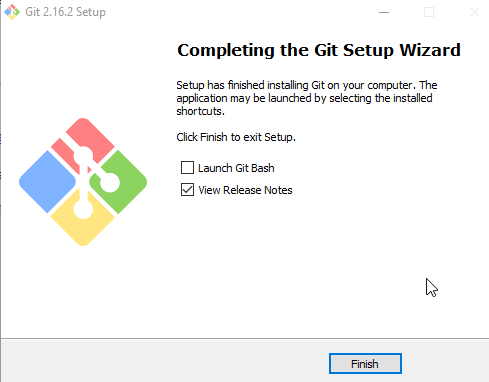 Git 2.16.2 Setup
Completing the Git Setup Wizard
Setup has finished installing Git on your computer. The
application may be launched by selecting the installed
shortcuts.
Click Finish to exit Setup.
Launch Git Bash
View Release Notes
Finish